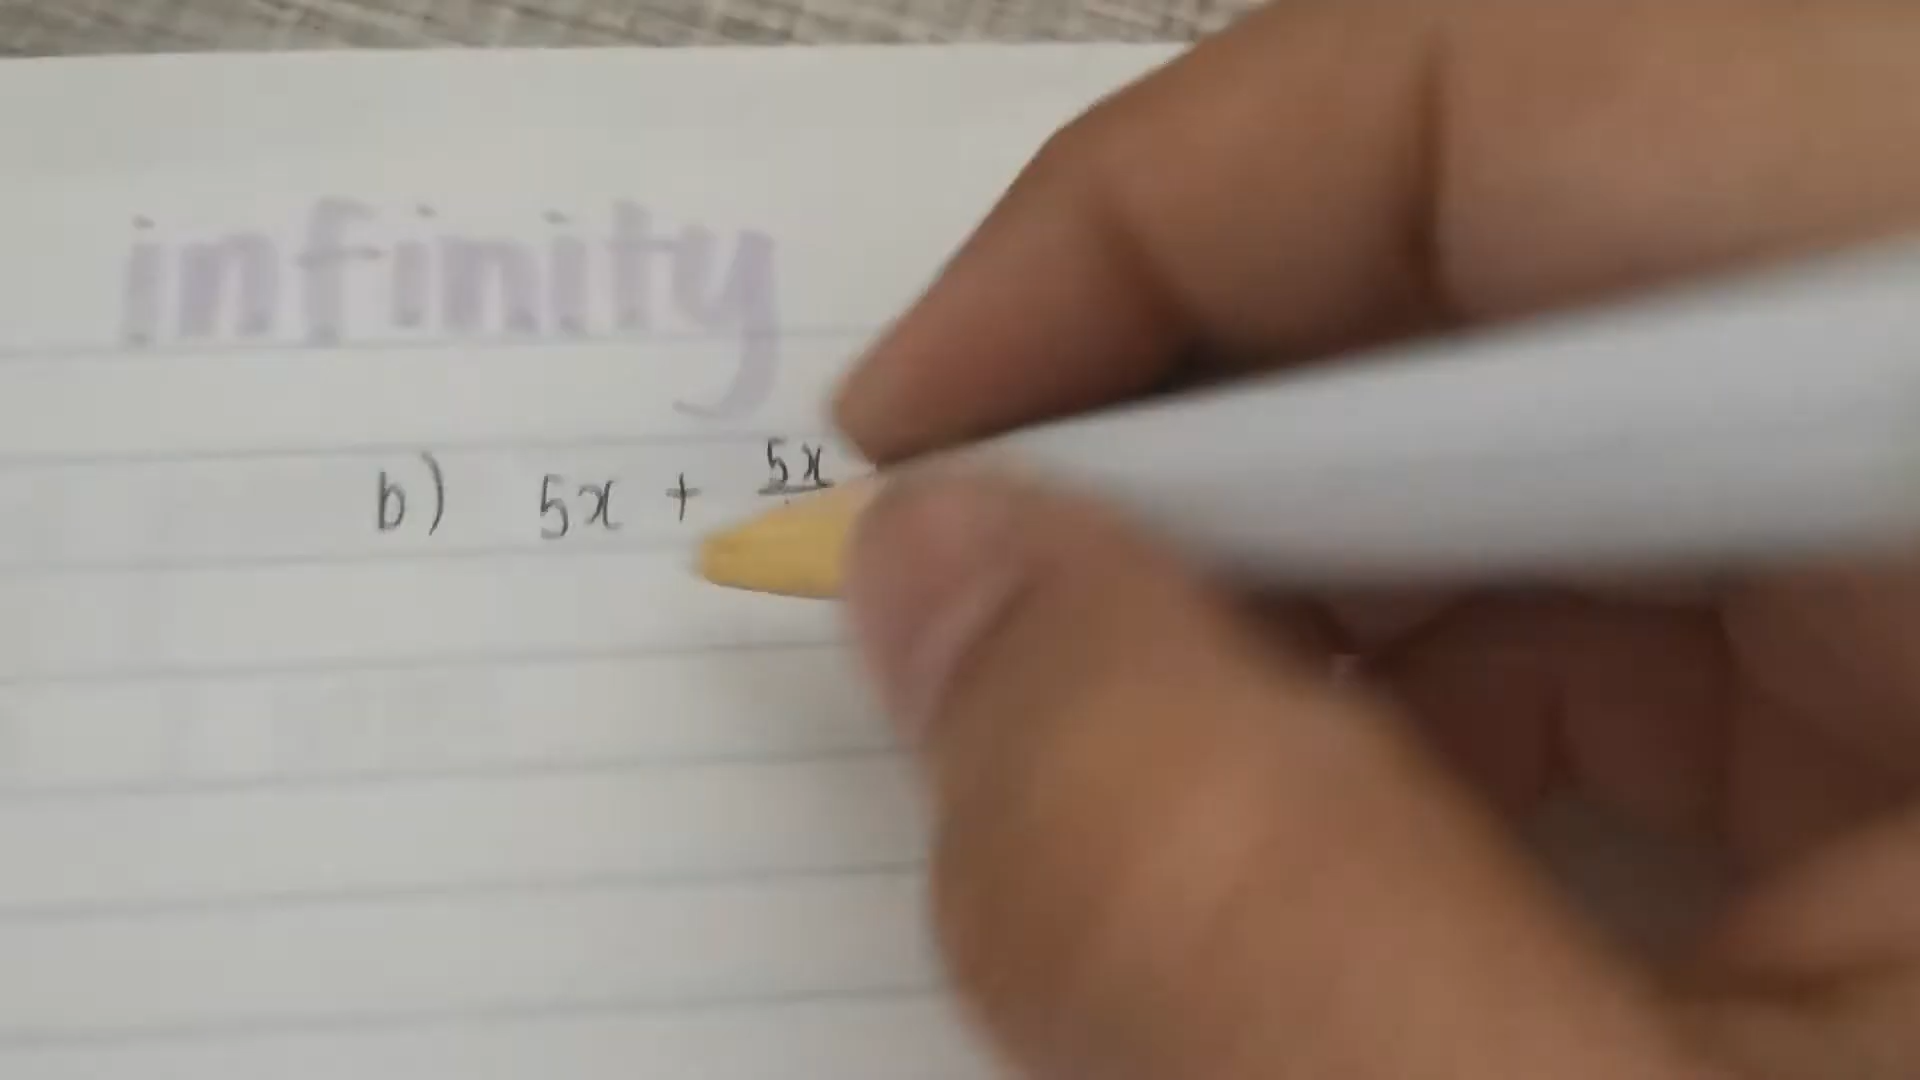 infinity
b) 5x + 5x